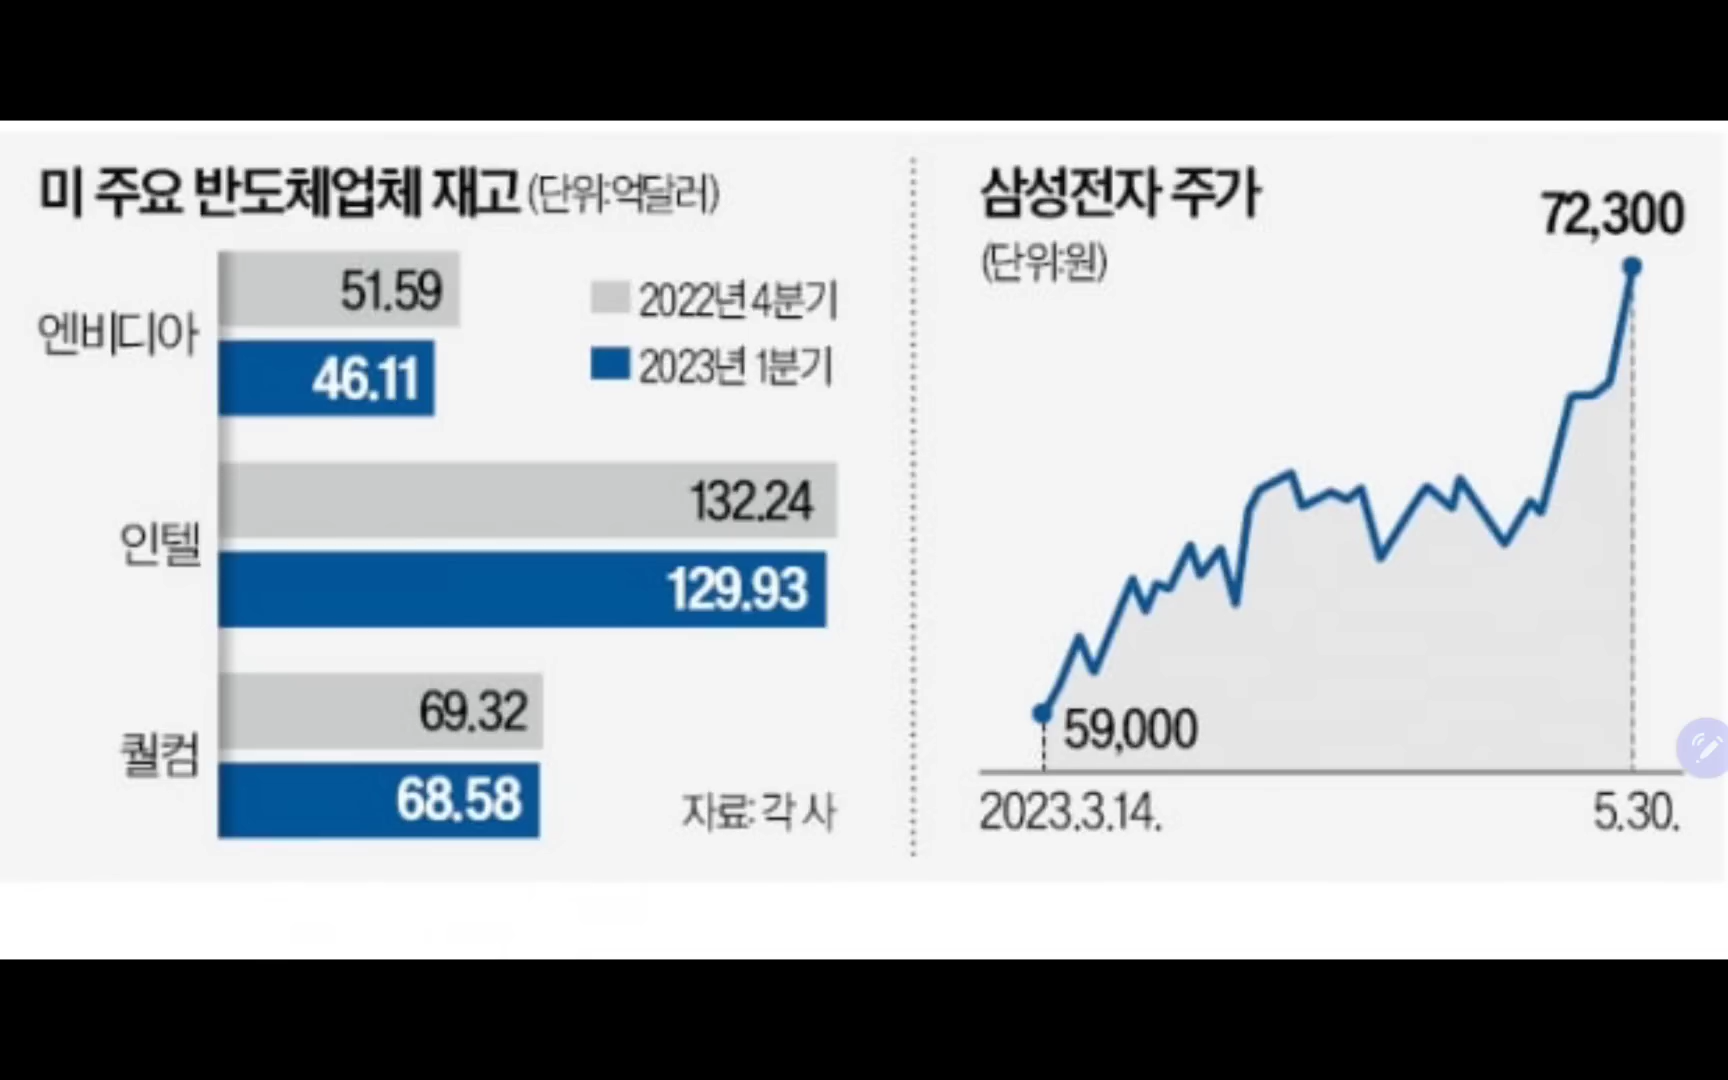 미 주요 반도체업체 재고 (단위:억달러)
엔비디아
51.59
46.11
2022년 4분기
2023년 1분기
인텔
132.24
129.93
퀄컴
69.32
68.58
자료:각 사
삼성전자 주가
(단위:원)
72,300
59,000
2023.3.14.
5.30.